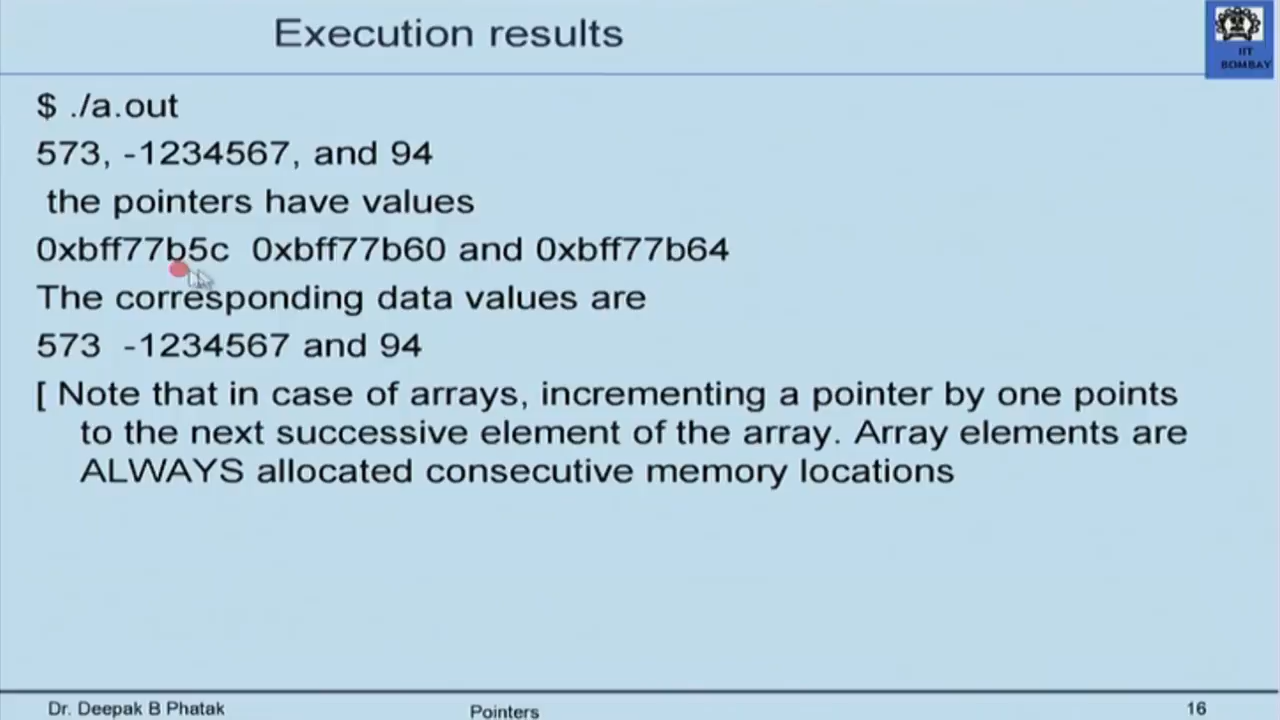 Execution results
IIT
BOMBAY
$ ./a.out
573, -1234567, and 94
the pointers have values
0xbff77b5c 0xbff77b60 and 0xbff77b64
The corresponding data values are
573 -1234567 and 94
[ Note that in case of arrays, incrementing a pointer by one points
to the next successive element of the array. Array elements are
ALWAYS allocated consecutive memory locations
Dr. Deepak B Phatak
Pointers
16